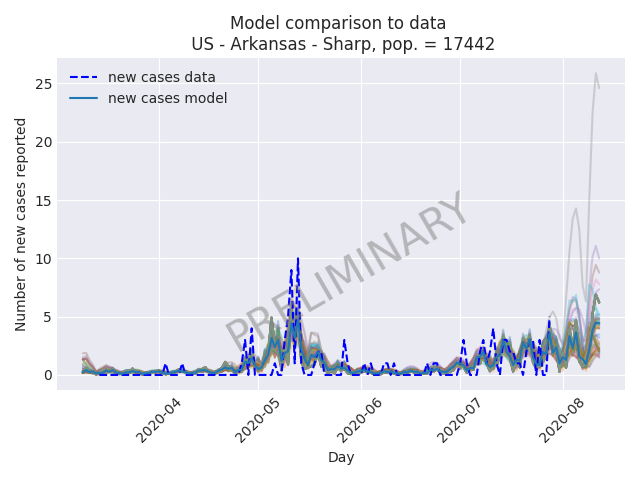 Model comparison to data
US - Arkansas - Sharp, pop. = 17442
new cases data
new cases model
PRELIMINARY
Number of new cases reported
25
20
15
10
5
0
2020-04
2020-05
2020-06
2020-07
2020-08
Day